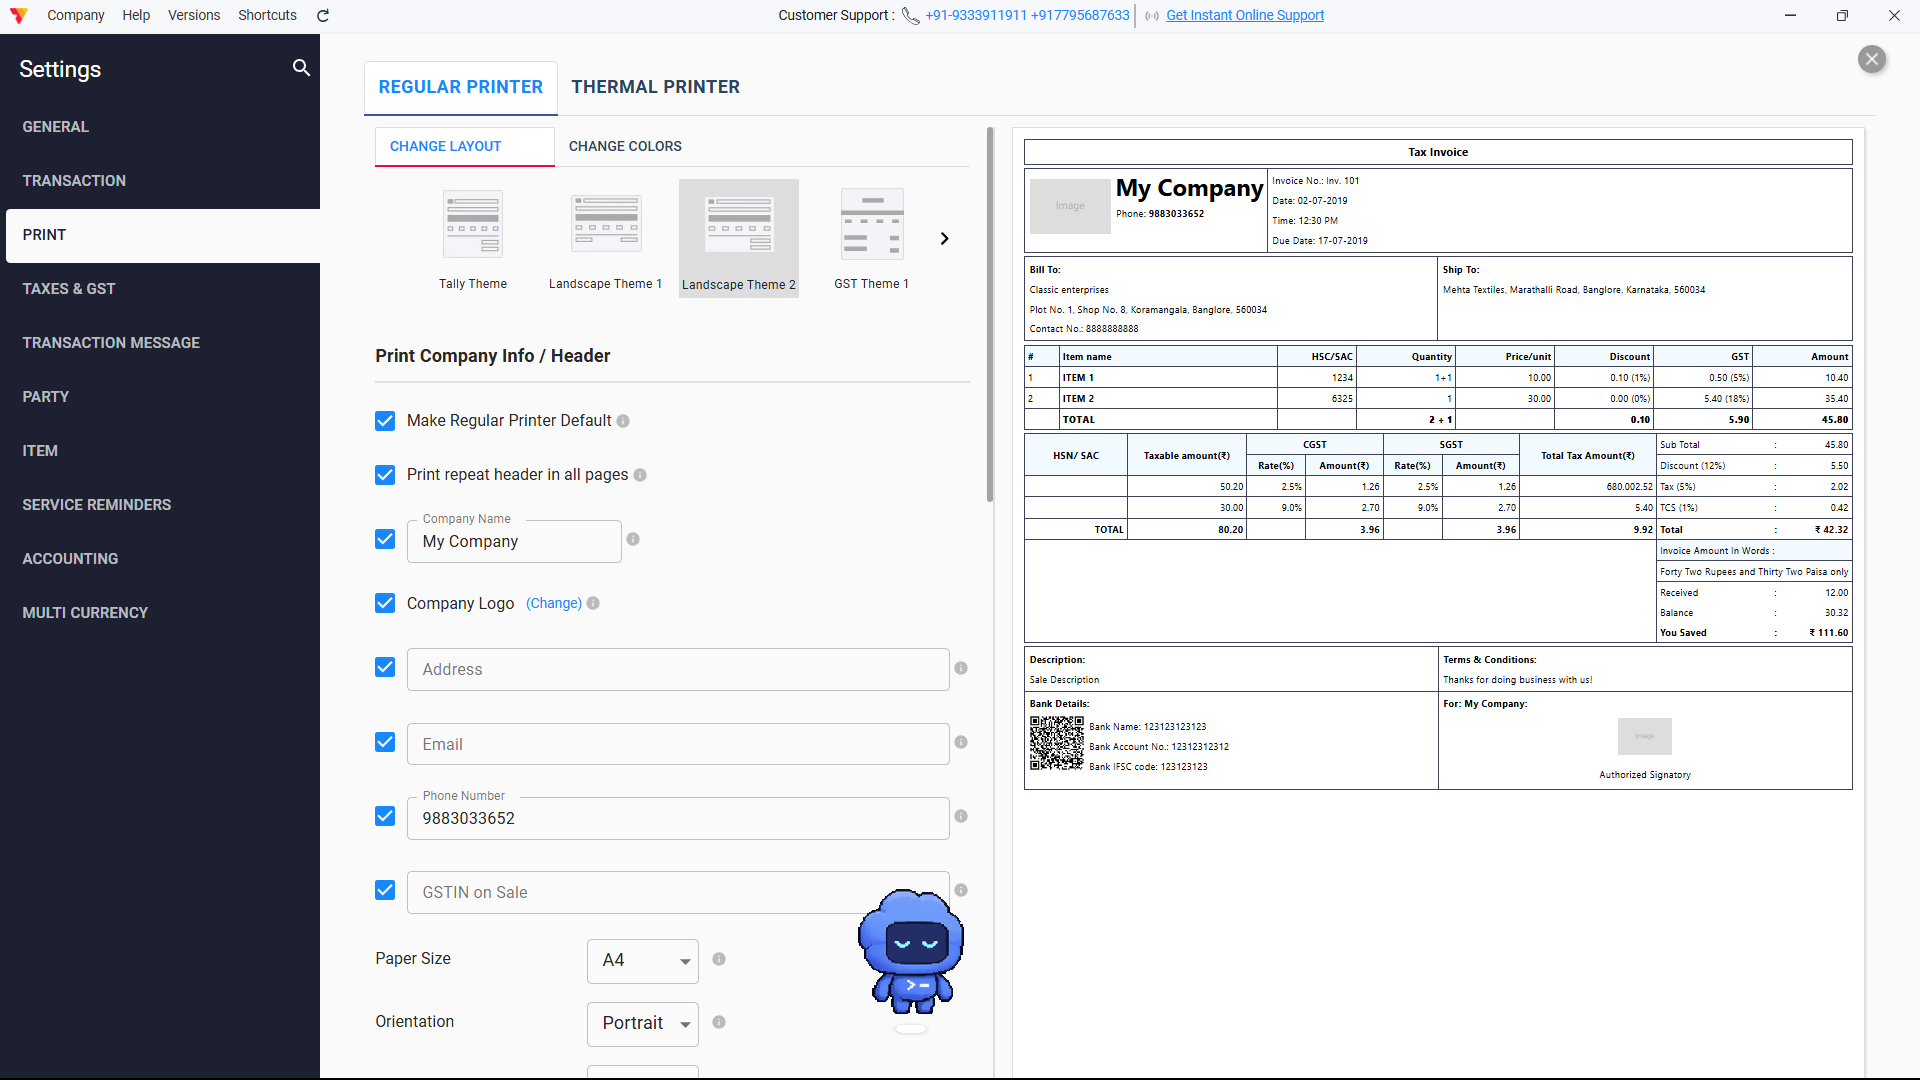 Company Help Versions Shortcuts
Customer Support : +91-9333911911 +917795687633 Get Instant Online Support
Settings
GENERAL
TRANSACTION
PRINT
TAXES & GST
TRANSACTION MESSAGE
PARTY
ITEM
SERVICE REMINDERS
ACCOUNTING
MULTI CURRENCY
REGULAR PRINTER THERMAL PRINTER
CHANGE LAYOUT CHANGE COLORS
Tally Theme Landscape Theme 1 Landscape Theme 2 GST Theme 1
Print Company Info / Header
Make Regular Printer Default
Print repeat header in all pages
Company Name
My Company
Company Logo (Change)
Address
Email
Phone Number
9883033652
GSTIN on Sale
Paper Size A4
Orientation Portrait
Tax Invoice
Image
My Company
Phone: 9883033652
Invoice No.: Inv. 101
Date: 02-07-2019
Time: 12:30 PM
Due Date: 17-07-2019
Bill To:
Classic enterprises
Plot No. 1, Shop No. 8, Koramangala, Banglore, 560034
Contact No.: 8888888888
Ship To:
Mehta Textiles, Marathalli Road, Banglore, Karnataka, 560034
# Item name HSC/SAC Quantity Price/unit Discount GST Amount
1 ITEM 1 1234 1+1 10.00 0.10 (1%) 0.50 (5%) 10.40
2 ITEM 2 6325 1 30.00 0.00 (0%) 5.40 (18%) 35.40
TOTAL 2 + 1 0.10 5.90 45.80
HSN/ SAC Taxable amount(₹) CGST SGST Total Tax Amount(₹)
Rate(%) Amount(₹) Rate(%) Amount(₹)
50.20 2.5% 1.26 2.5% 1.26 680.002.52
30.00 9.0% 2.70 9.0% 2.70 5.40
TOTAL 80.20 3.96 3.96 9.92
Sub Total : 45.80
Discount (12%) : 5.50
Tax (5%) : 2.02
TCS (1%) : 0.42
Total : ₹ 42.32
Invoice Amount In Words :
Forty Two Rupees and Thirty Two Paisa only
Received : 12.00
Balance : 30.32
You Saved : ₹ 111.60
Description:
Sale Description
Terms & Conditions:
Thanks for doing business with us!
Bank Details:
Bank Name: 123123123123
Bank Account No.: 12312312312
Bank IFSC code: 123123123
For: My Company:
Image
Authorized Signatory